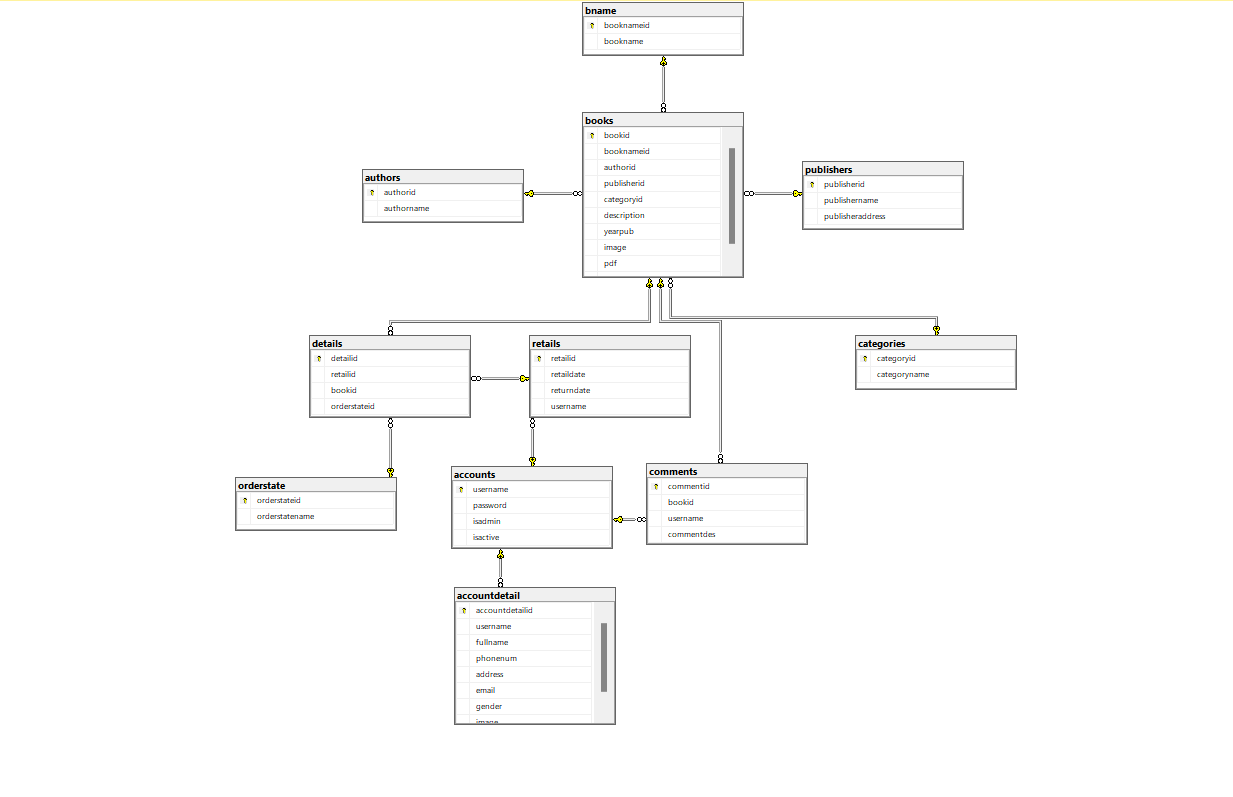 bname
booknameid
bookname
books
bookid
booknameid
authorid
publisherid
categoryid
description
yearpub
image
pdf
authors
authorid
authorname
publishers
publisherid
publishername
publisheraddress
details
detailid
retailid
bookid
orderstateid
retails
retailid
retaildate
returndate
username
categories
categoryid
categoryname
orderstate
orderstateid
orderstatename
accounts
username
password
isadmin
isactive
comments
commentid
bookid
username
commentdes
accountdetail
accountdetailid
username
fullname
phonenum
address
email
gender
image